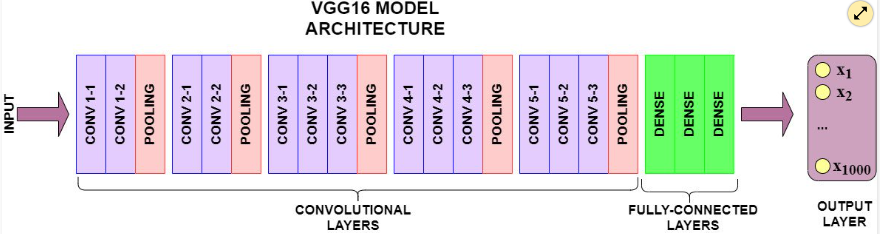 VGG16 MODEL
ARCHITECTURE
INPUT
CONV 1-1
CONV 1-2
POOLING
CONV 2-1
CONV 2-2
POOLING
CONV 3-1
CONV 3-2
CONV 3-3
POOLING
CONV 4-1
CONV 4-2
CONV 4-3
POOLING
CONV 5-1
CONV 5-2
CONV 5-3
POOLING
DENSE
DENSE
DENSE
x1
x2
...
x1000
CONVOLUTIONAL
LAYERS
FULLY-CONNECTED
LAYERS
OUTPUT
LAYER